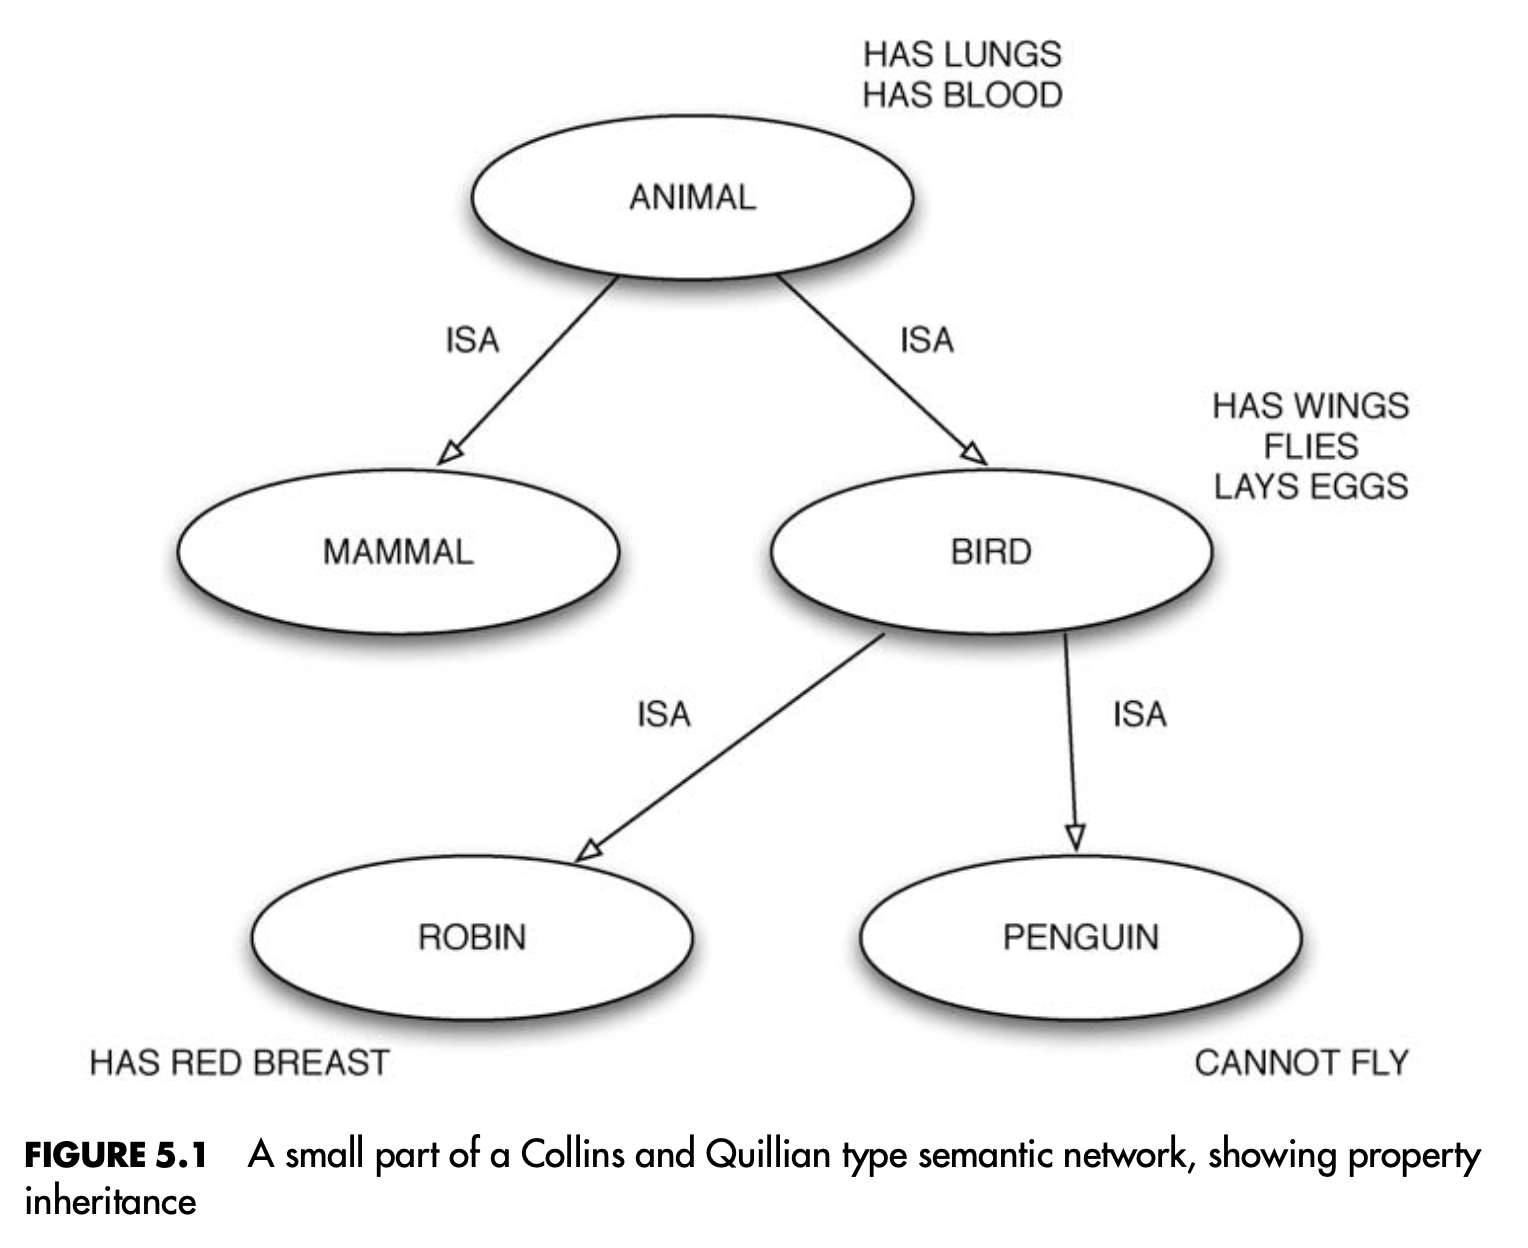 HAS LUNGS
HAS BLOOD
ANIMAL
ISA
ISA
HAS WINGS
FLIES
LAYS EGGS
MAMMAL
BIRD
ISA
ISA
ROBIN
PENGUIN
HAS RED BREAST
CANNOT FLY
FIGURE 5.1 A small part of a Collins and Quillian type semantic network, showing property
inheritance